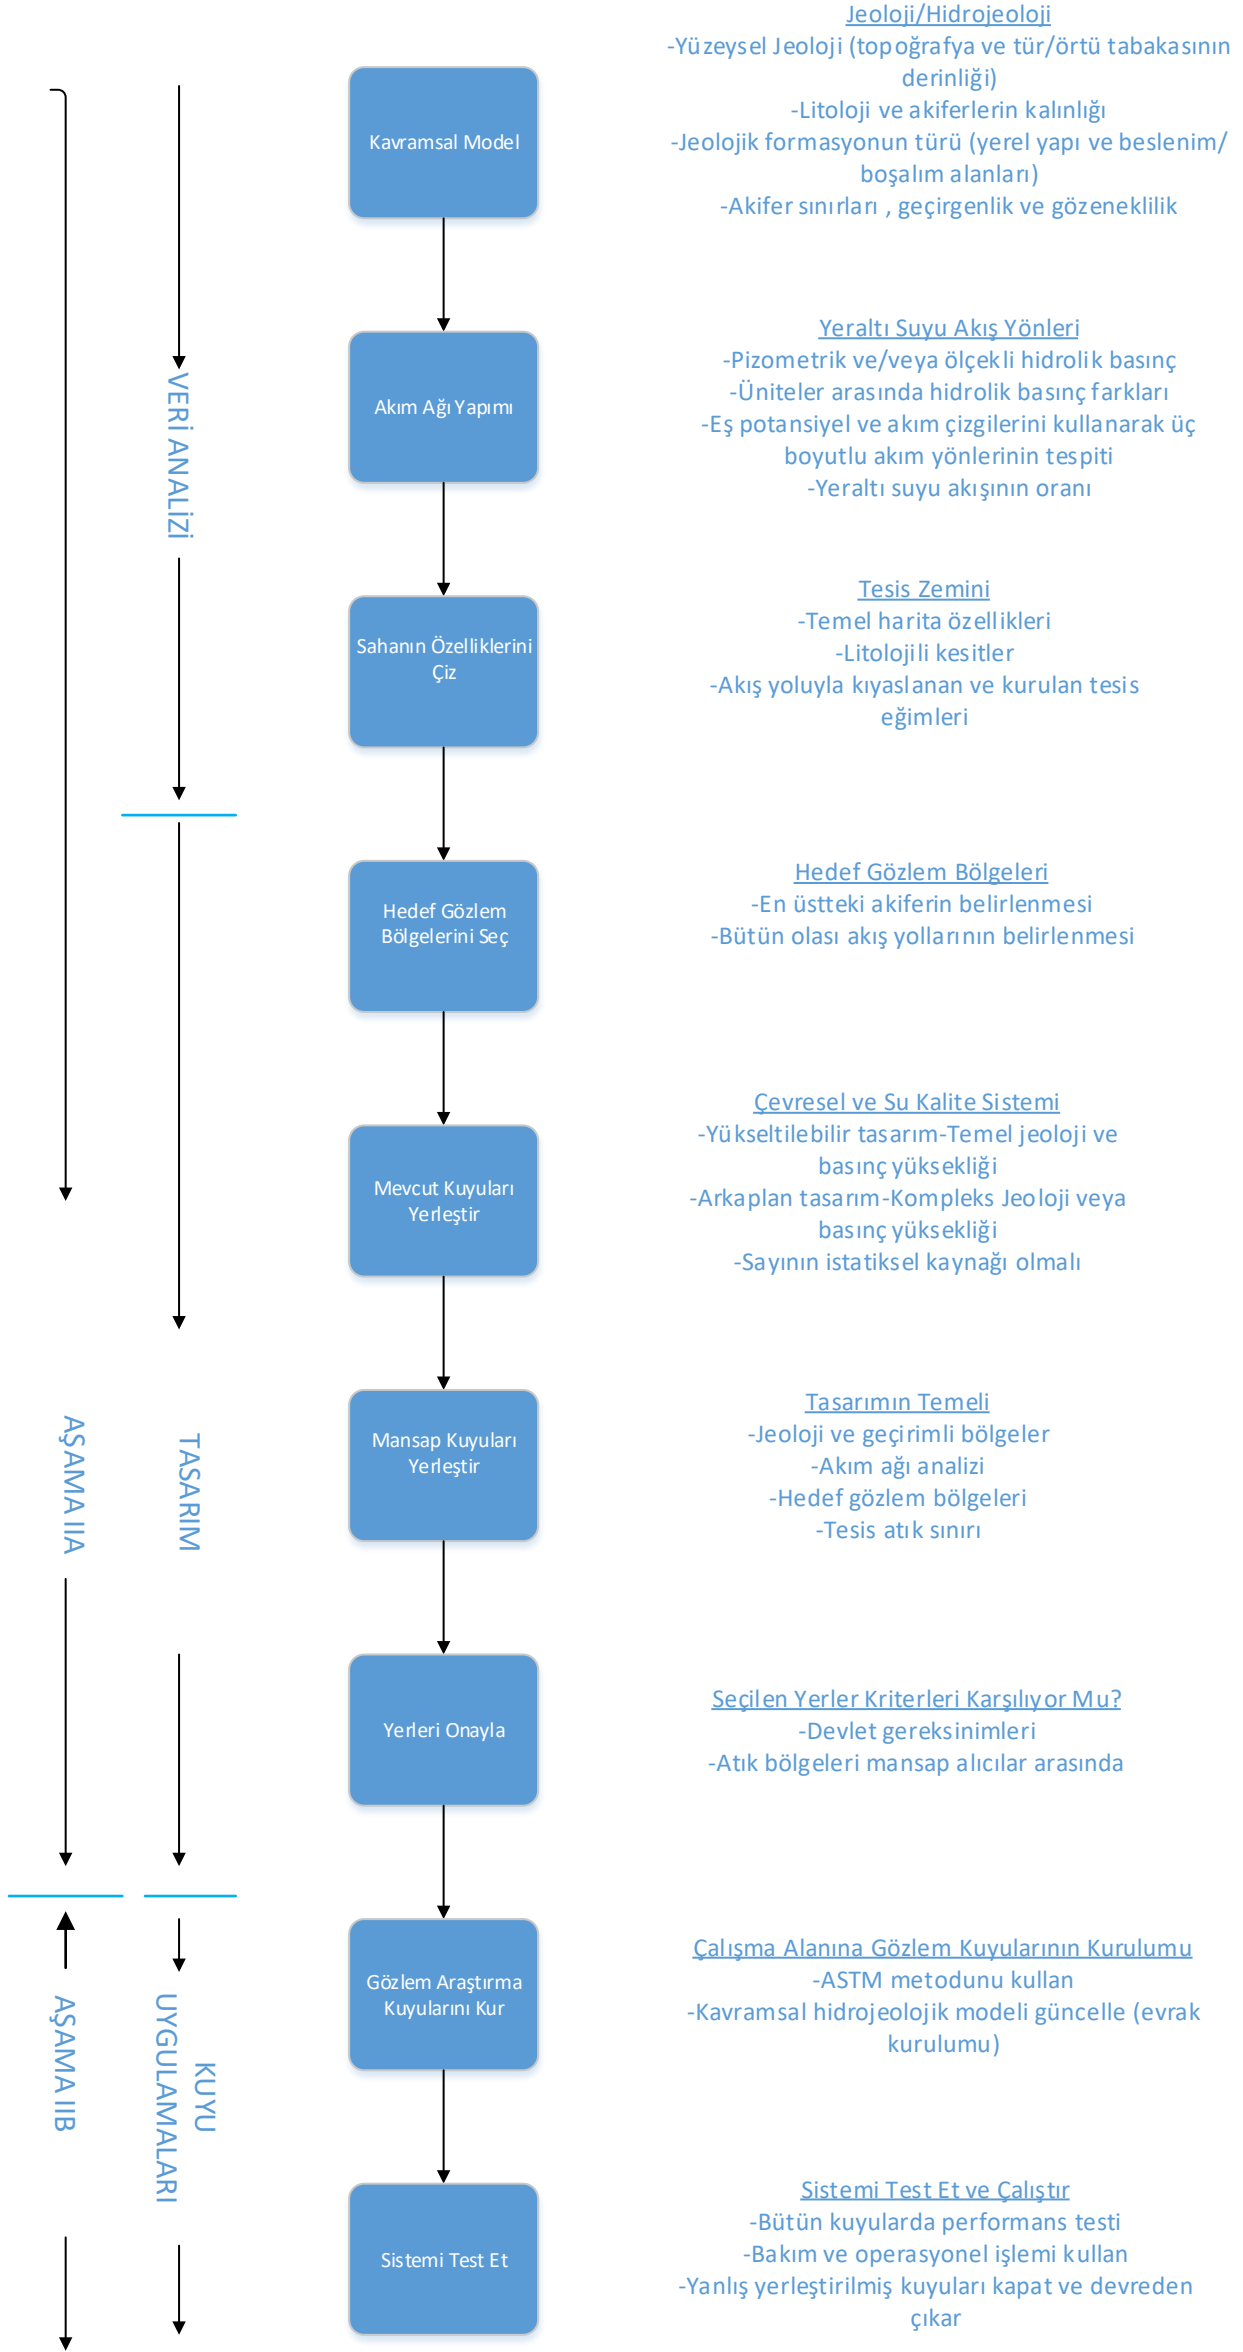 Jeoloji/Hidrojeoloji
-Yüzeysel Jeoloji (topoğrafya ve tür/örtü tabakasının
derinliği)
-Litoloji ve akiferlerin kalınlığı
-Jeolojik formasyonun türü (yerel yapı ve beslenim/
boşalım alanları)
-Akifer sınırları , geçirgenlik ve gözeneklilik
Kavramsal Model
Yeraltı Suyu Akış Yönleri
-Pizometrik ve/veya ölçekli hidrolik basınç
-Üniteler arasında hidrolik basınç farkları
-Eş potansiyel ve akım çizgilerini kullanarak üç
boyutlu akım yönlerinin tespiti
-Yeraltı suyu akışının oranı
Akım Ağı Yapımı
VERİ ANALİZİ
Tesis Zemini
-Temel harita özellikleri
-Litolojili kesitler
-Akış yoluyla kıyaslanan ve kurulan tesis
eğimleri
Sahanın Özelliklerini
Çiz
Hedef Gözlem Bölgeleri
-En üstteki akiferin belirlenmesi
-Bütün olası akış yollarının belirlenmesi
Hedef Gözlem
Bölgelerini Seç
Çevresel ve Su Kalite Sistemi
-Yükseltilebilir tasarım-Temel jeoloji ve
basınç yüksekliği
-Arkaplan tasarım-Kompleks Jeoloji veya
basınç yüksekliği
-Sayının istatiksel kaynağı olmalı
Mevcut Kuyuları
Yerleştir
Tasarımın Temeli
-Jeoloji ve geçirimli bölgeler
-Akım ağı analizi
-Hedef gözlem bölgeleri
-Tesis atık sınırı
Mansap Kuyuları
Yerleştir
AŞAMA IIA
TASARIM
Seçilen Yerler Kriterleri Karşılıyor Mu?
-Devlet gereksinimleri
-Atık bölgeleri mansap alıcılar arasında
Yerleri Onayla
Çalışma Alanına Gözlem Kuyularının Kurulumu
-ASTM metodunu kullan
-Kavramsal hidrojeolojik modeli güncelle (evrak
kurulumu)
Gözlem Araştırma
Kuyularını Kur
AŞAMA IIB
KUYU
UYGULAMALARI
Sistemi Test Et ve Çalıştır
-Bütün kuyularda performans testi
-Bakım ve operasyonel işlemi kullan
-Yanlış yerleştirilmiş kuyuları kapat ve devreden
çıkar
Sistemi Test Et